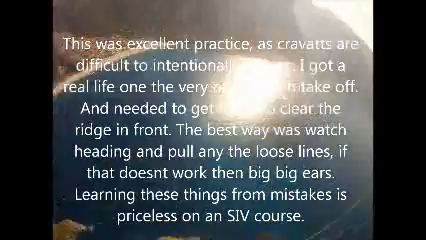 This was excellent practice, as cravatts are
difficult to intentionally. I got a
real life one the very take off.
And needed to get clear the
ridge in front. The best way was watch
heading and pull any the loose lines, if
that doesnt work then big big ears.
Learning these things from mistakes is
priceless on an SIV course.